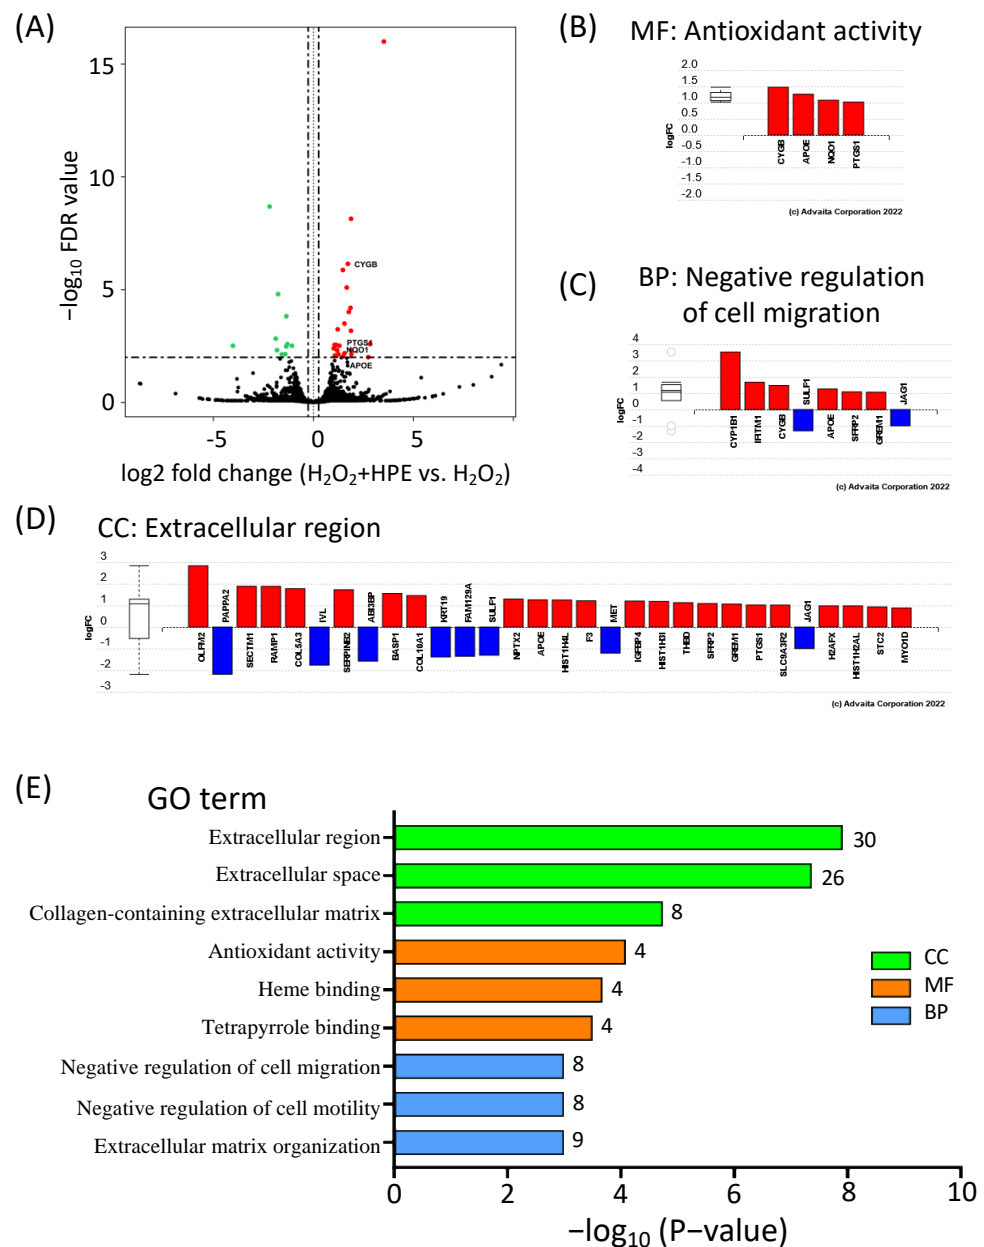 (A)
15
10
5
0
-5
0
5
−log10 FDR value
CYGB
PTGS1
NQO1
APOE
log2 fold change (H2O2+HPE vs. H2O2)
(B)
MF: Antioxidant activity
2.0
1.5
1.0
0.5
0.0
−0.5
−1.0
−1.5
−2.0
logFC
CYGB
APOE
NQO1
PTGS1
(c) Advaita Corporation 2022
(C)
BP: Negative regulation
of cell migration
4
3
2
1
0
−1
−2
−3
−4
logFC
CYP1B1
IFITM1
CYGB
SULF1
APOE
SFRP2
GREM1
JAG1
(c) Advaita Corporation 2022
(D)
CC: Extracellular region
3
2
1
0
−1
−2
−3
logFC
OLFM2
PAPPA2
SECTM1
RAMP1
COL5A3
IVL
SERPINB2
ABI3BP
BASP1
COL10A1
KRT19
FAM129A
SULF1
NPTX2
APOE
HIST1H4L
F3
MET
IGFBP4
HIST1H3I
THBD
SFRP2
GREM1
PTGS1
SLC9A3R2
JAG1
H2AFX
HIST1H2AL
STC2
MYO1D
(c) Advaita Corporation 2022
(E)
GO term
Extracellular region
30
Extracellular space
26
Collagen-containing extracellular matrix
8
Antioxidant activity
4
Heme binding
4
Tetrapyrrole binding
4
Negative regulation of cell migration
8
Negative regulation of cell motility
8
Extracellular matrix organization
9
CC
MF
BP
0
2
4
6
8
10
−log10 (P−value)